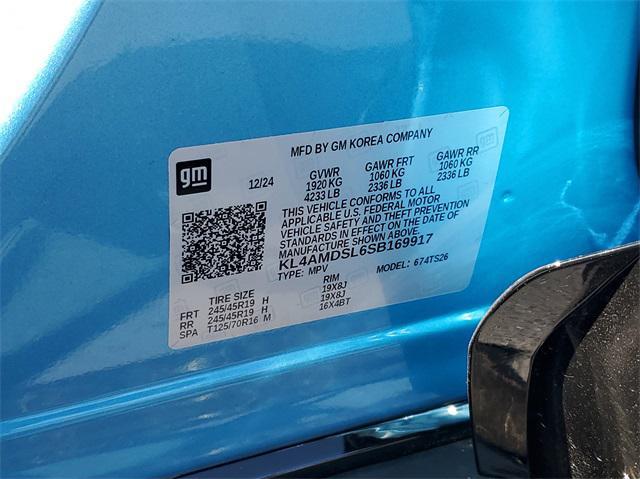 MFD BY GM KOREA COMPANY
gm
12/24
GVWR GAWR FRT GAWR RR
1920 KG 1060 KG 1060 KG
4233 LB 2336 LB 2336 LB
THIS VEHICLE CONFORMS TO ALL
APPLICABLE U.S. FEDERAL MOTOR
VEHICLE SAFETY AND THEFT PREVENTION
STANDARDS IN EFFECT ON THE DATE OF
MANUFACTURE SHOWN ABOVE.
KL4AMDSL6SB169917
TYPE: MPV MODEL: 674TS26
TIRE SIZE RIM
FRT 245/45R19 H 19X8J
RR 245/45R19 H 19X8J
SPA T125/70R16 M 16X4BT